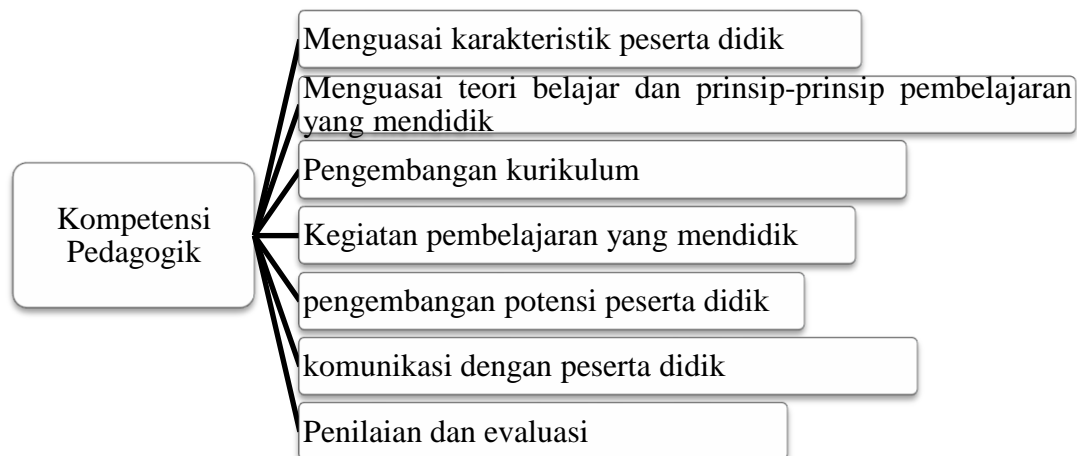 Kompetensi
Pedagogik
Menguasai karakteristik peserta didik
Menguasai teori belajar dan prinsip-prinsip pembelajaran
yang mendidik
Pengembangan kurikulum
Kegiatan pembelajaran yang mendidik
pengembangan potensi peserta didik
komunikasi dengan peserta didik
Penilaian dan evaluasi